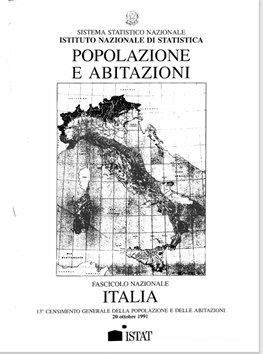 SISTEMA STATISTICO NAZIONALE
ISTITUTO NAZIONALE DI STATISTICA
POPOLAZIONE
E ABITAZIONI
FASCICOLO NAZIONALE
ITALIA
13° CENSIMENTO GENERALE DELLA POPOLAZIONE E DELLE ABITAZIONI
20 ottobre 1991
ISTAT